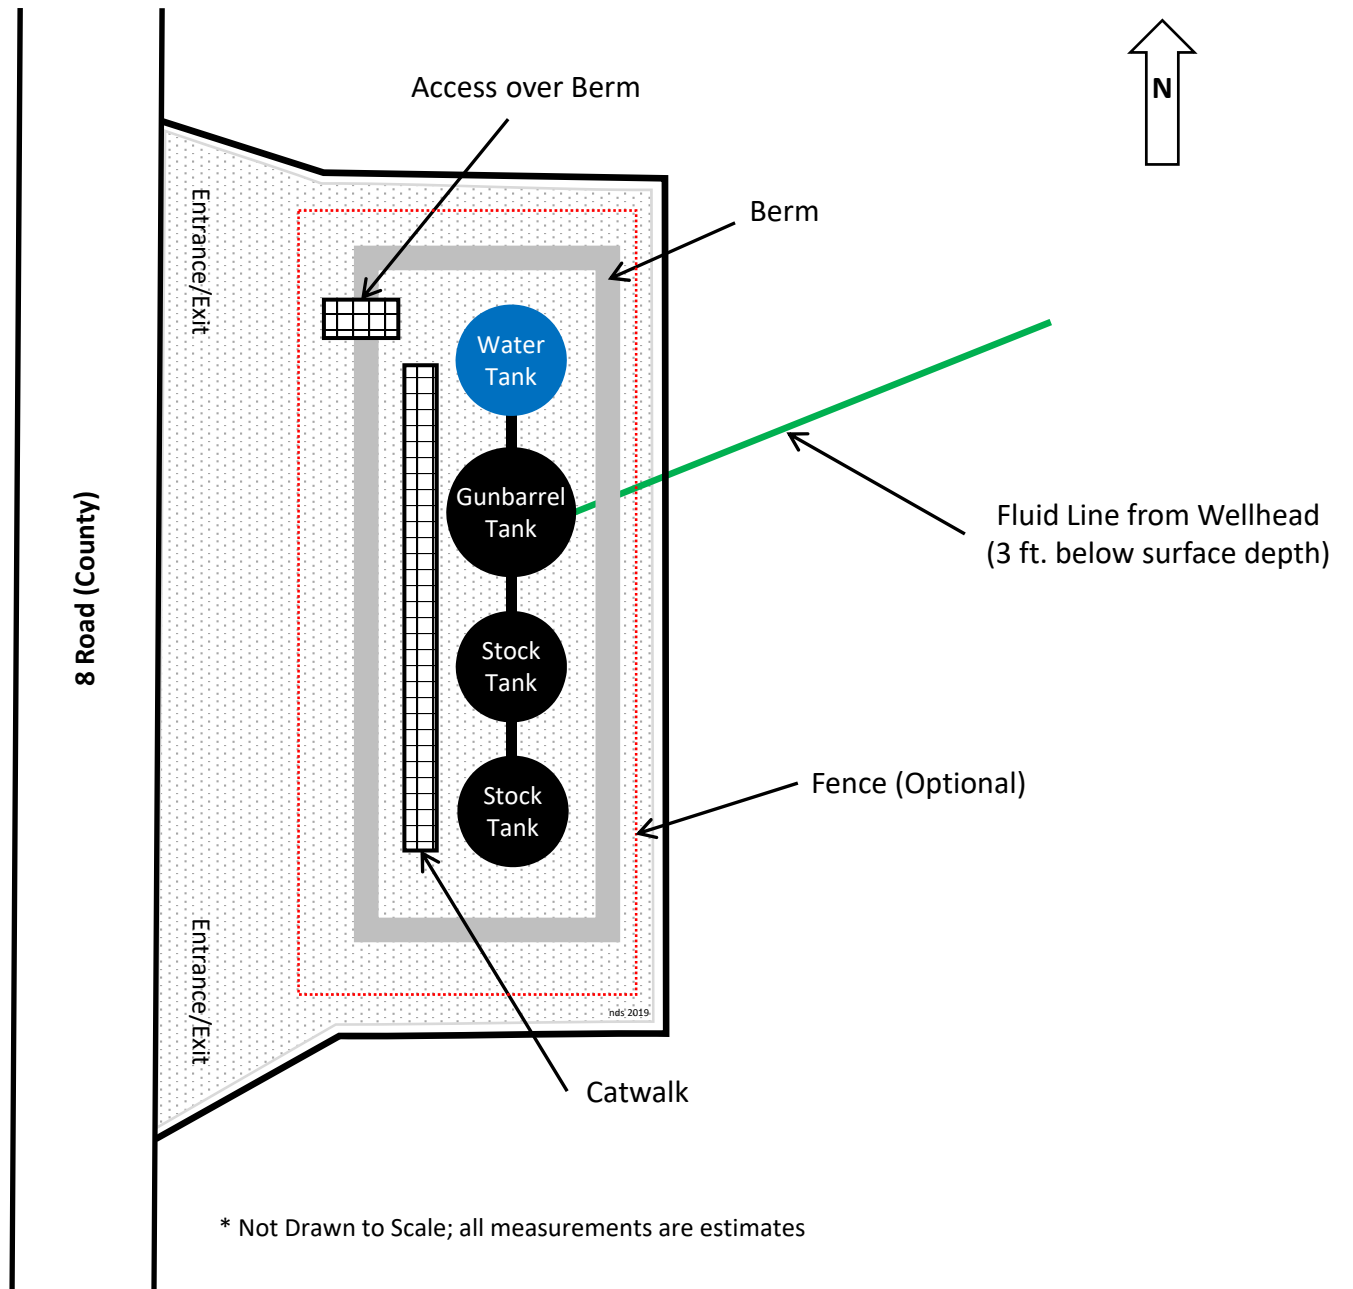 Access over Berm
N
Berm
Entrance/Exit
Water
Tank
Gunbarrel
Tank
Fluid Line from Wellhead
(3 ft. below surface depth)
8 Road (County)
Stock
Tank
Fence (Optional)
Stock
Tank
Entrance/Exit
nds 2019
Catwalk
* Not Drawn to Scale; all measurements are estimates